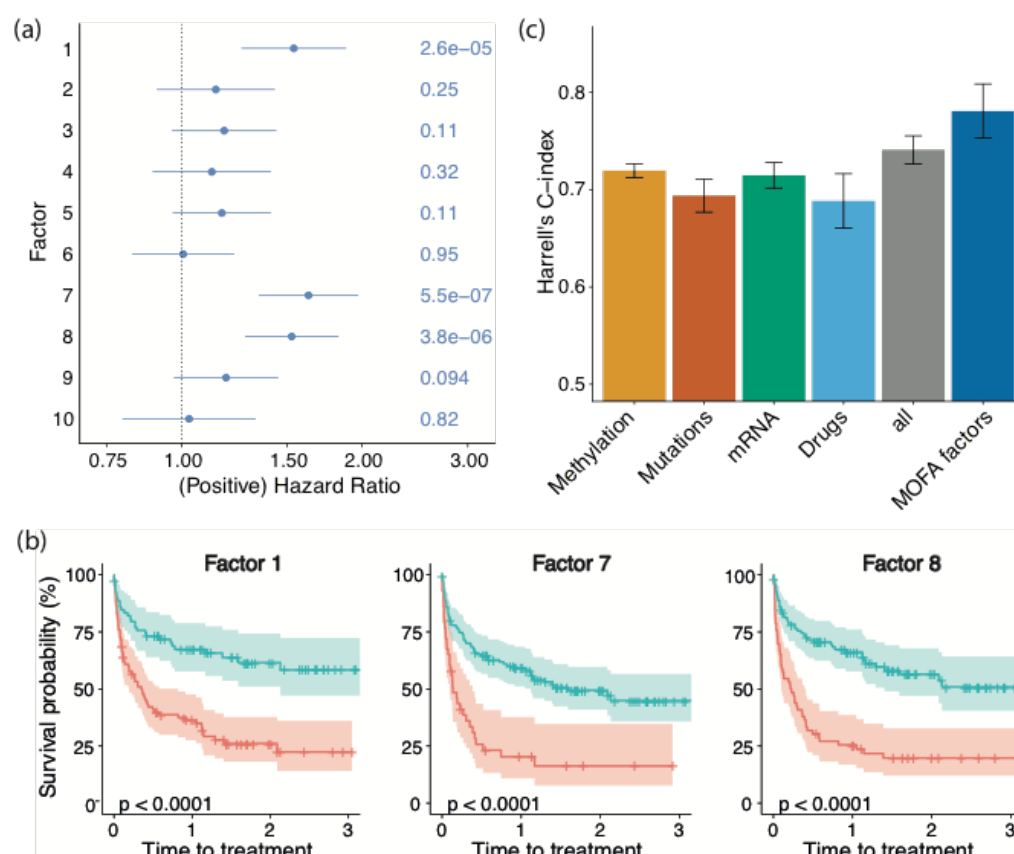 (a)
Factor
1 2.6e−05
2 0.25
3 0.11
4 0.32
5 0.11
6 0.95
7 5.5e−07
8 3.8e−06
9 0.094
10 0.82
0.75 1.00 1.50 2.00 3.00
(Positive) Hazard Ratio
(c)
Harrell's C−index
0.8
0.7
0.6
0.5
Methylation
Mutations
mRNA
Drugs
all
MOFA factors
(b)
Survival probability (%)
Factor 1
100
75
50
25
0
p < 0.0001
0 1 2 3
Time to treatment
Factor 7
100
75
50
25
0
p < 0.0001
0 1 2 3
Time to treatment
Factor 8
100
75
50
25
0
p < 0.0001
0 1 2 3
Time to treatment